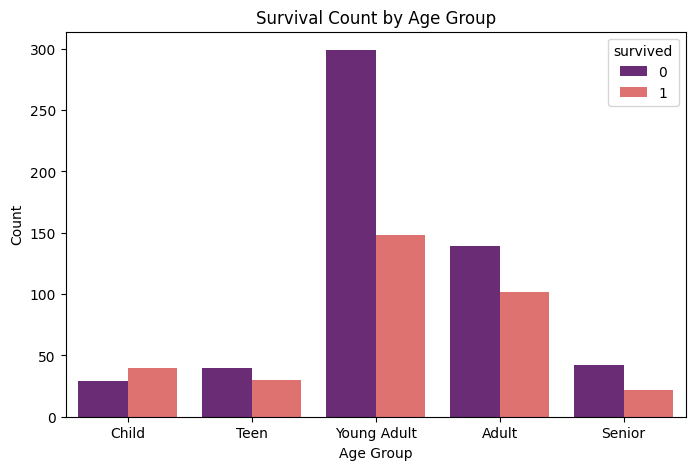 Survival Count by Age Group
survived
0
1
300
250
200
150
100
50
0
Count
Child Teen Young Adult Adult Senior
Age Group